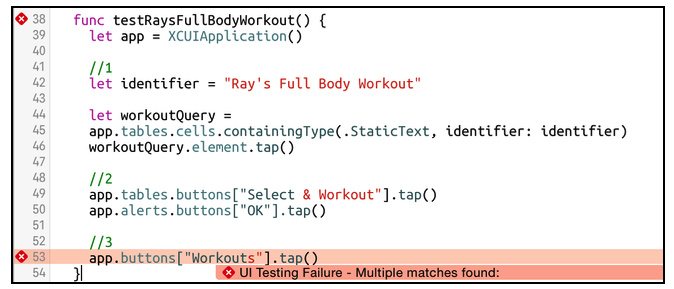 38 func testRaysFullBodyWorkout() {
39 let app = XCUIApplication()
40
41 //1
42 let identifier = "Ray's Full Body Workout"
43
44 let workoutQuery =
45 app.tables.cells.containingType(.StaticText, identifier: identifier)
46 workoutQuery.element.tap()
47
48 //2
49 app.tables.buttons["Select & Workout"].tap()
50 app.alerts.buttons["OK"].tap()
51
52 //3
53 app.buttons["Workouts"].tap()
54 }
UI Testing Failure - Multiple matches found: